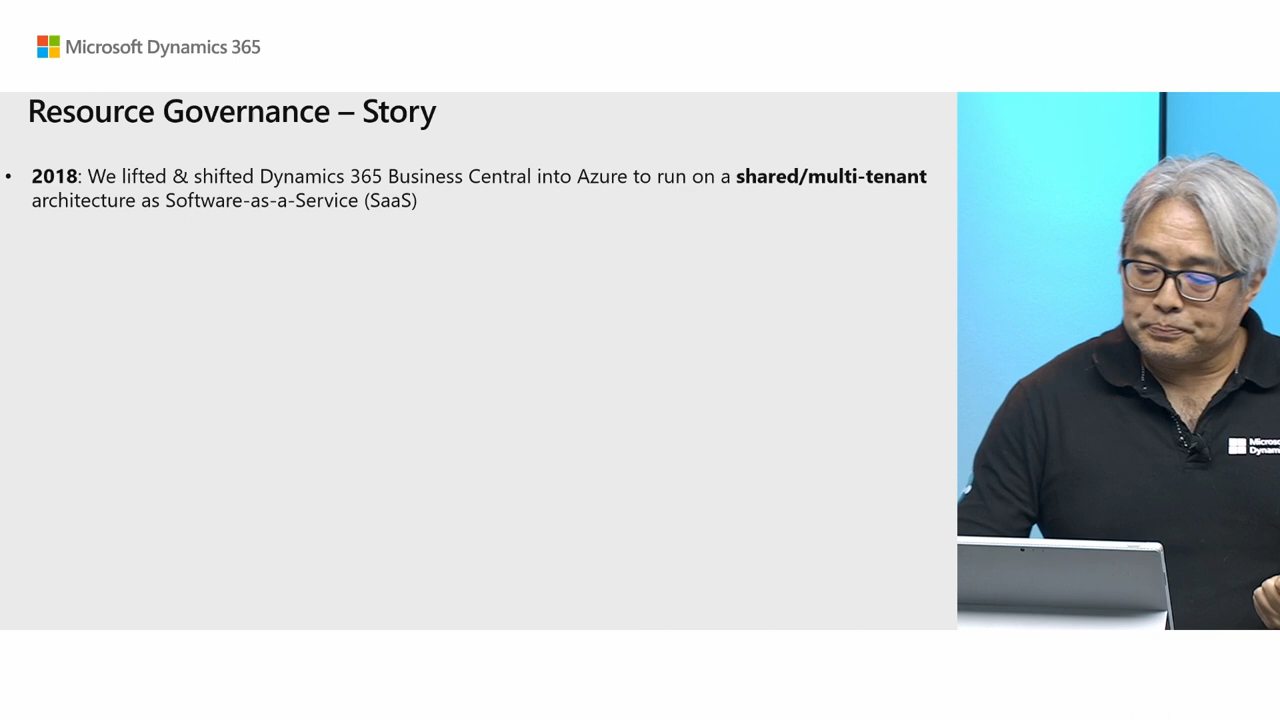 Microsoft Dynamics 365
Resource Governance – Story
• 2018: We lifted & shifted Dynamics 365 Business Central into Azure to run on a shared/multi-tenant
architecture as Software-as-a-Service (SaaS)